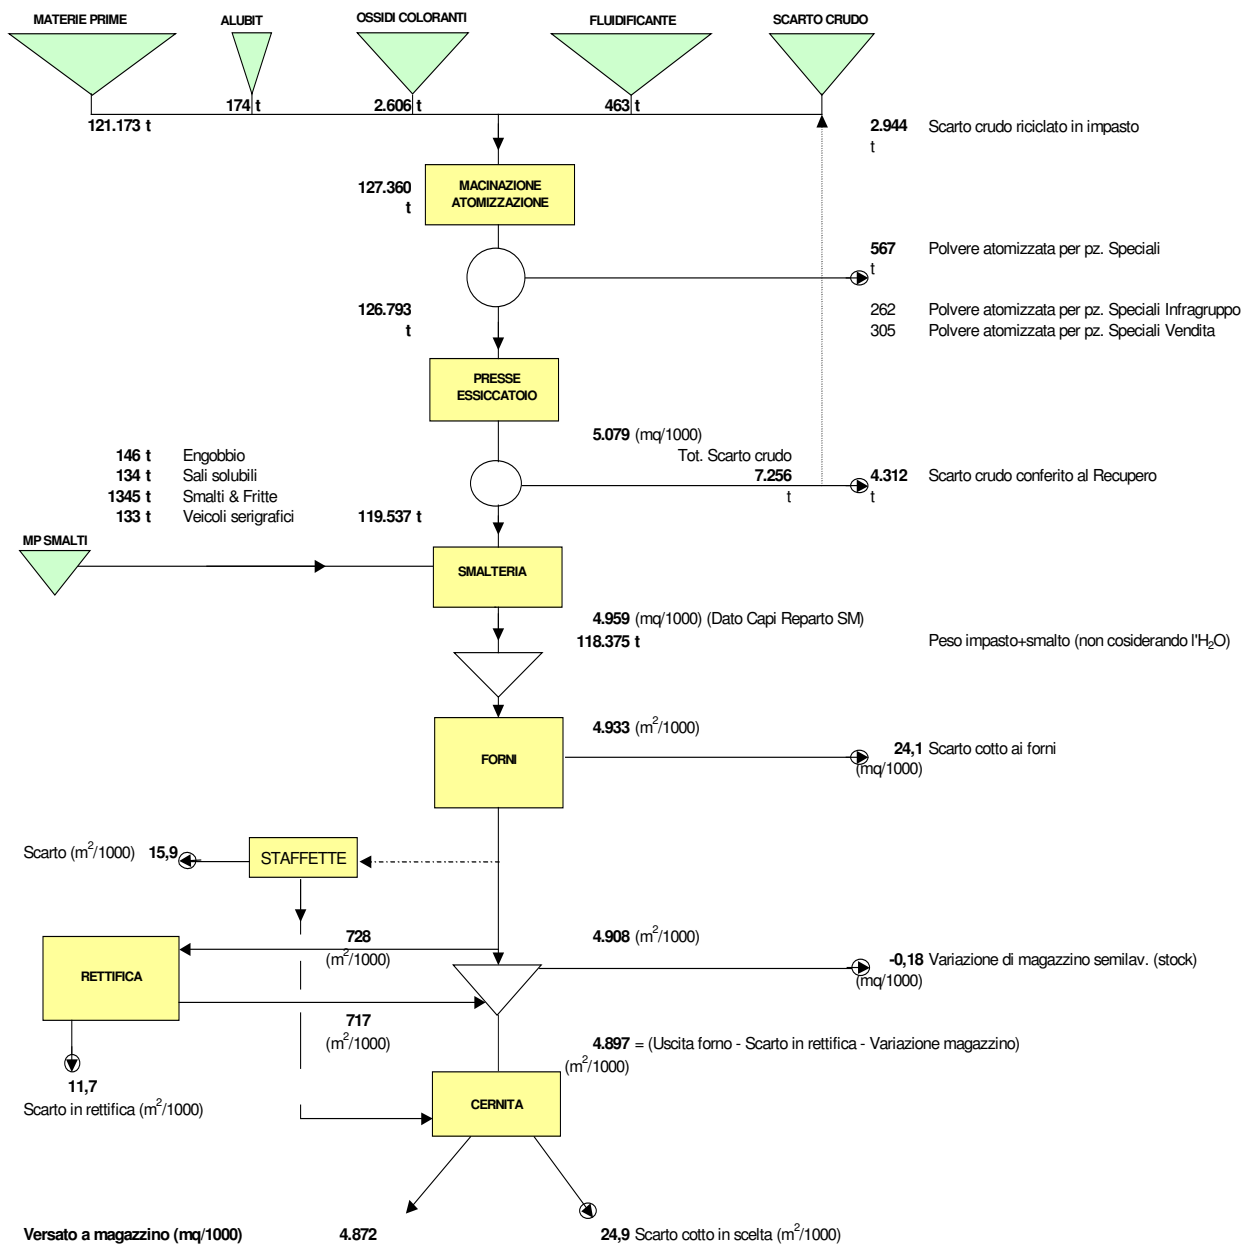 MATERIE PRIME
ALUBIT
OSSIDI COLORANTI
FLUIDIFICANTE
SCARTO CRUDO
121.173 t
174 t
2.606 t
463 t
2.944 Scarto crudo riciclato in impasto
t
127.360
t
MACINAZIONE
ATOMIZZAZIONE
567 Polvere atomizzata per pz. Speciali
t
126.793
t
262 Polvere atomizzata per pz. Speciali Infragruppo
305 Polvere atomizzata per pz. Speciali Vendita
PRESSE
ESSICCATOIO
5.079 (mq/1000)
Tot. Scarto crudo
7.256
t
4.312 Scarto crudo conferito al Recupero
t
146 t Engobbio
134 t Sali solubili
1345 t Smalti & Fritte
133 t Veicoli serigrafici
119.537 t
MP SMALTI
SMALTERIA
4.959 (mq/1000) (Dato Capi Reparto SM)
118.375 t
Peso impasto+smalto (non cosiderando l'H₂O)
4.933 (m²/1000)
FORNI
24,1 Scarto cotto ai forni
(mq/1000)
Scarto (m²/1000) 15,9
STAFFETTE
728
(m²/1000)
4.908 (m²/1000)
RETTIFICA
-0,18 Variazione di magazzino semilav. (stock)
(mq/1000)
717
(m²/1000)
4.897 = (Uscita forno - Scarto in rettifica - Variazione magazzino)
(m²/1000)
11,7
Scarto in rettifica (m²/1000)
CERNITA
Versato a magazzino (mq/1000) 4.872
24,9 Scarto cotto in scelta (m²/1000)